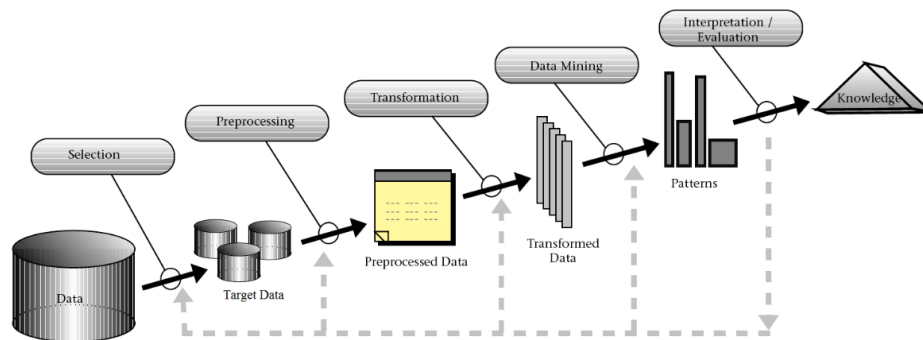 Interpretation /
Evaluation
Data Mining
Transformation
Preprocessing
Selection
Data
Target Data
Preprocessed Data
Transformed
Data
Patterns
Knowledge